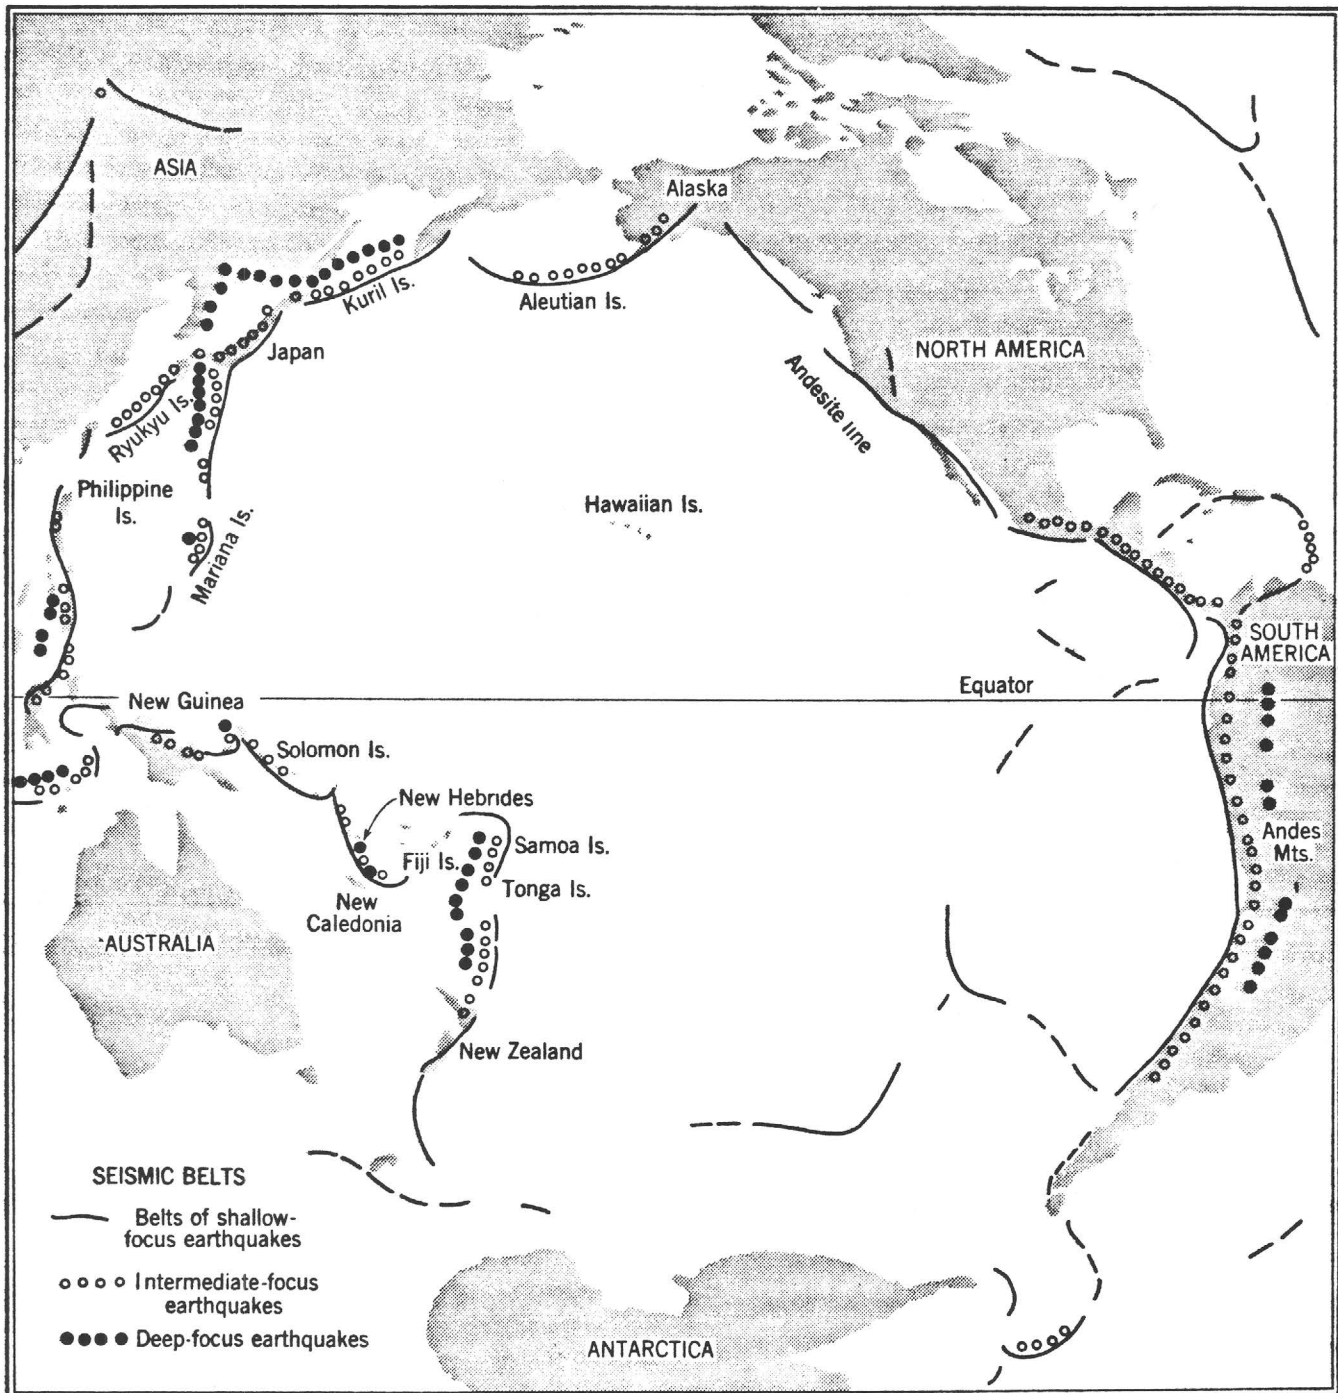 ASIA
Alaska
Kuril Is.
Aleutian Is.
Japan
NORTH AMERICA
Andesite line
Ryukyu Is.
Philippine
Is.
Hawaiian Is.
Mariana Is.
SOUTH
AMERICA
Equator
New Guinea
Solomon Is.
New Hebrides
Andes
Mts.
Samoa Is.
Fiji Is.
Tonga Is.
New
Caledonia
AUSTRALIA
New Zealand
SEISMIC BELTS
Belts of shallow-
focus earthquakes
Intermediate-focus
earthquakes
Deep-focus earthquakes
ANTARCTICA